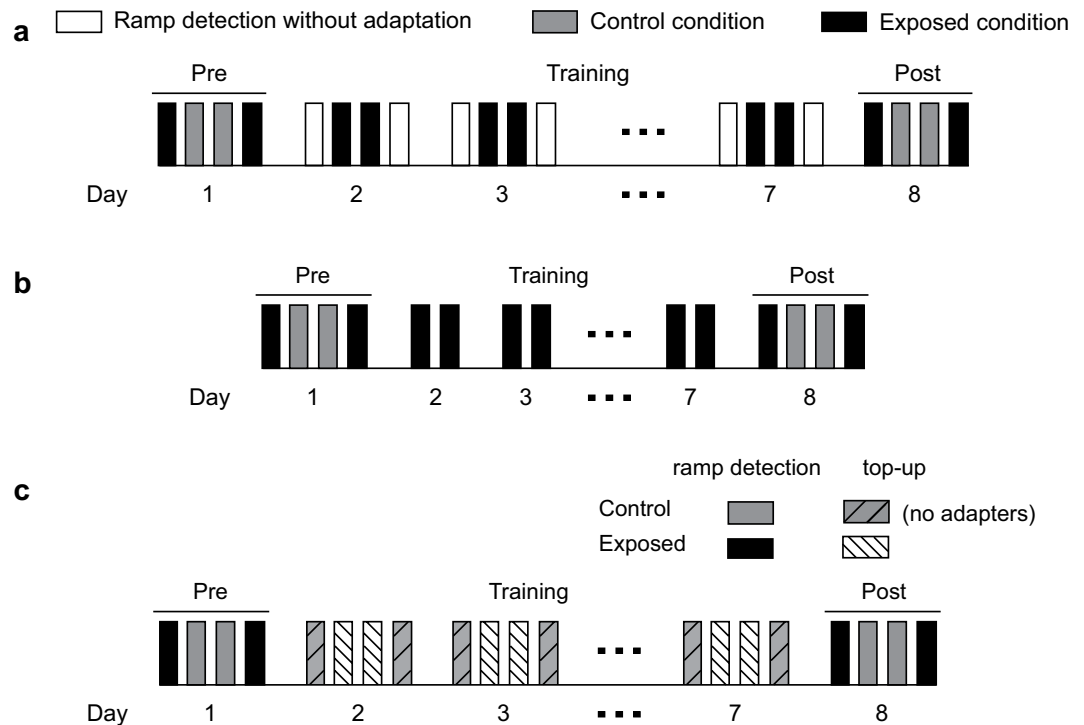 a
Ramp detection without adaptation Control condition Exposed condition
Pre Training Post
Day 1 2 3 ... 7 8
b
Pre Training Post
Day 1 2 3 ... 7 8
c
ramp detection top-up
Control (no adapters)
Exposed
Pre Training Post
Day 1 2 3 ... 7 8